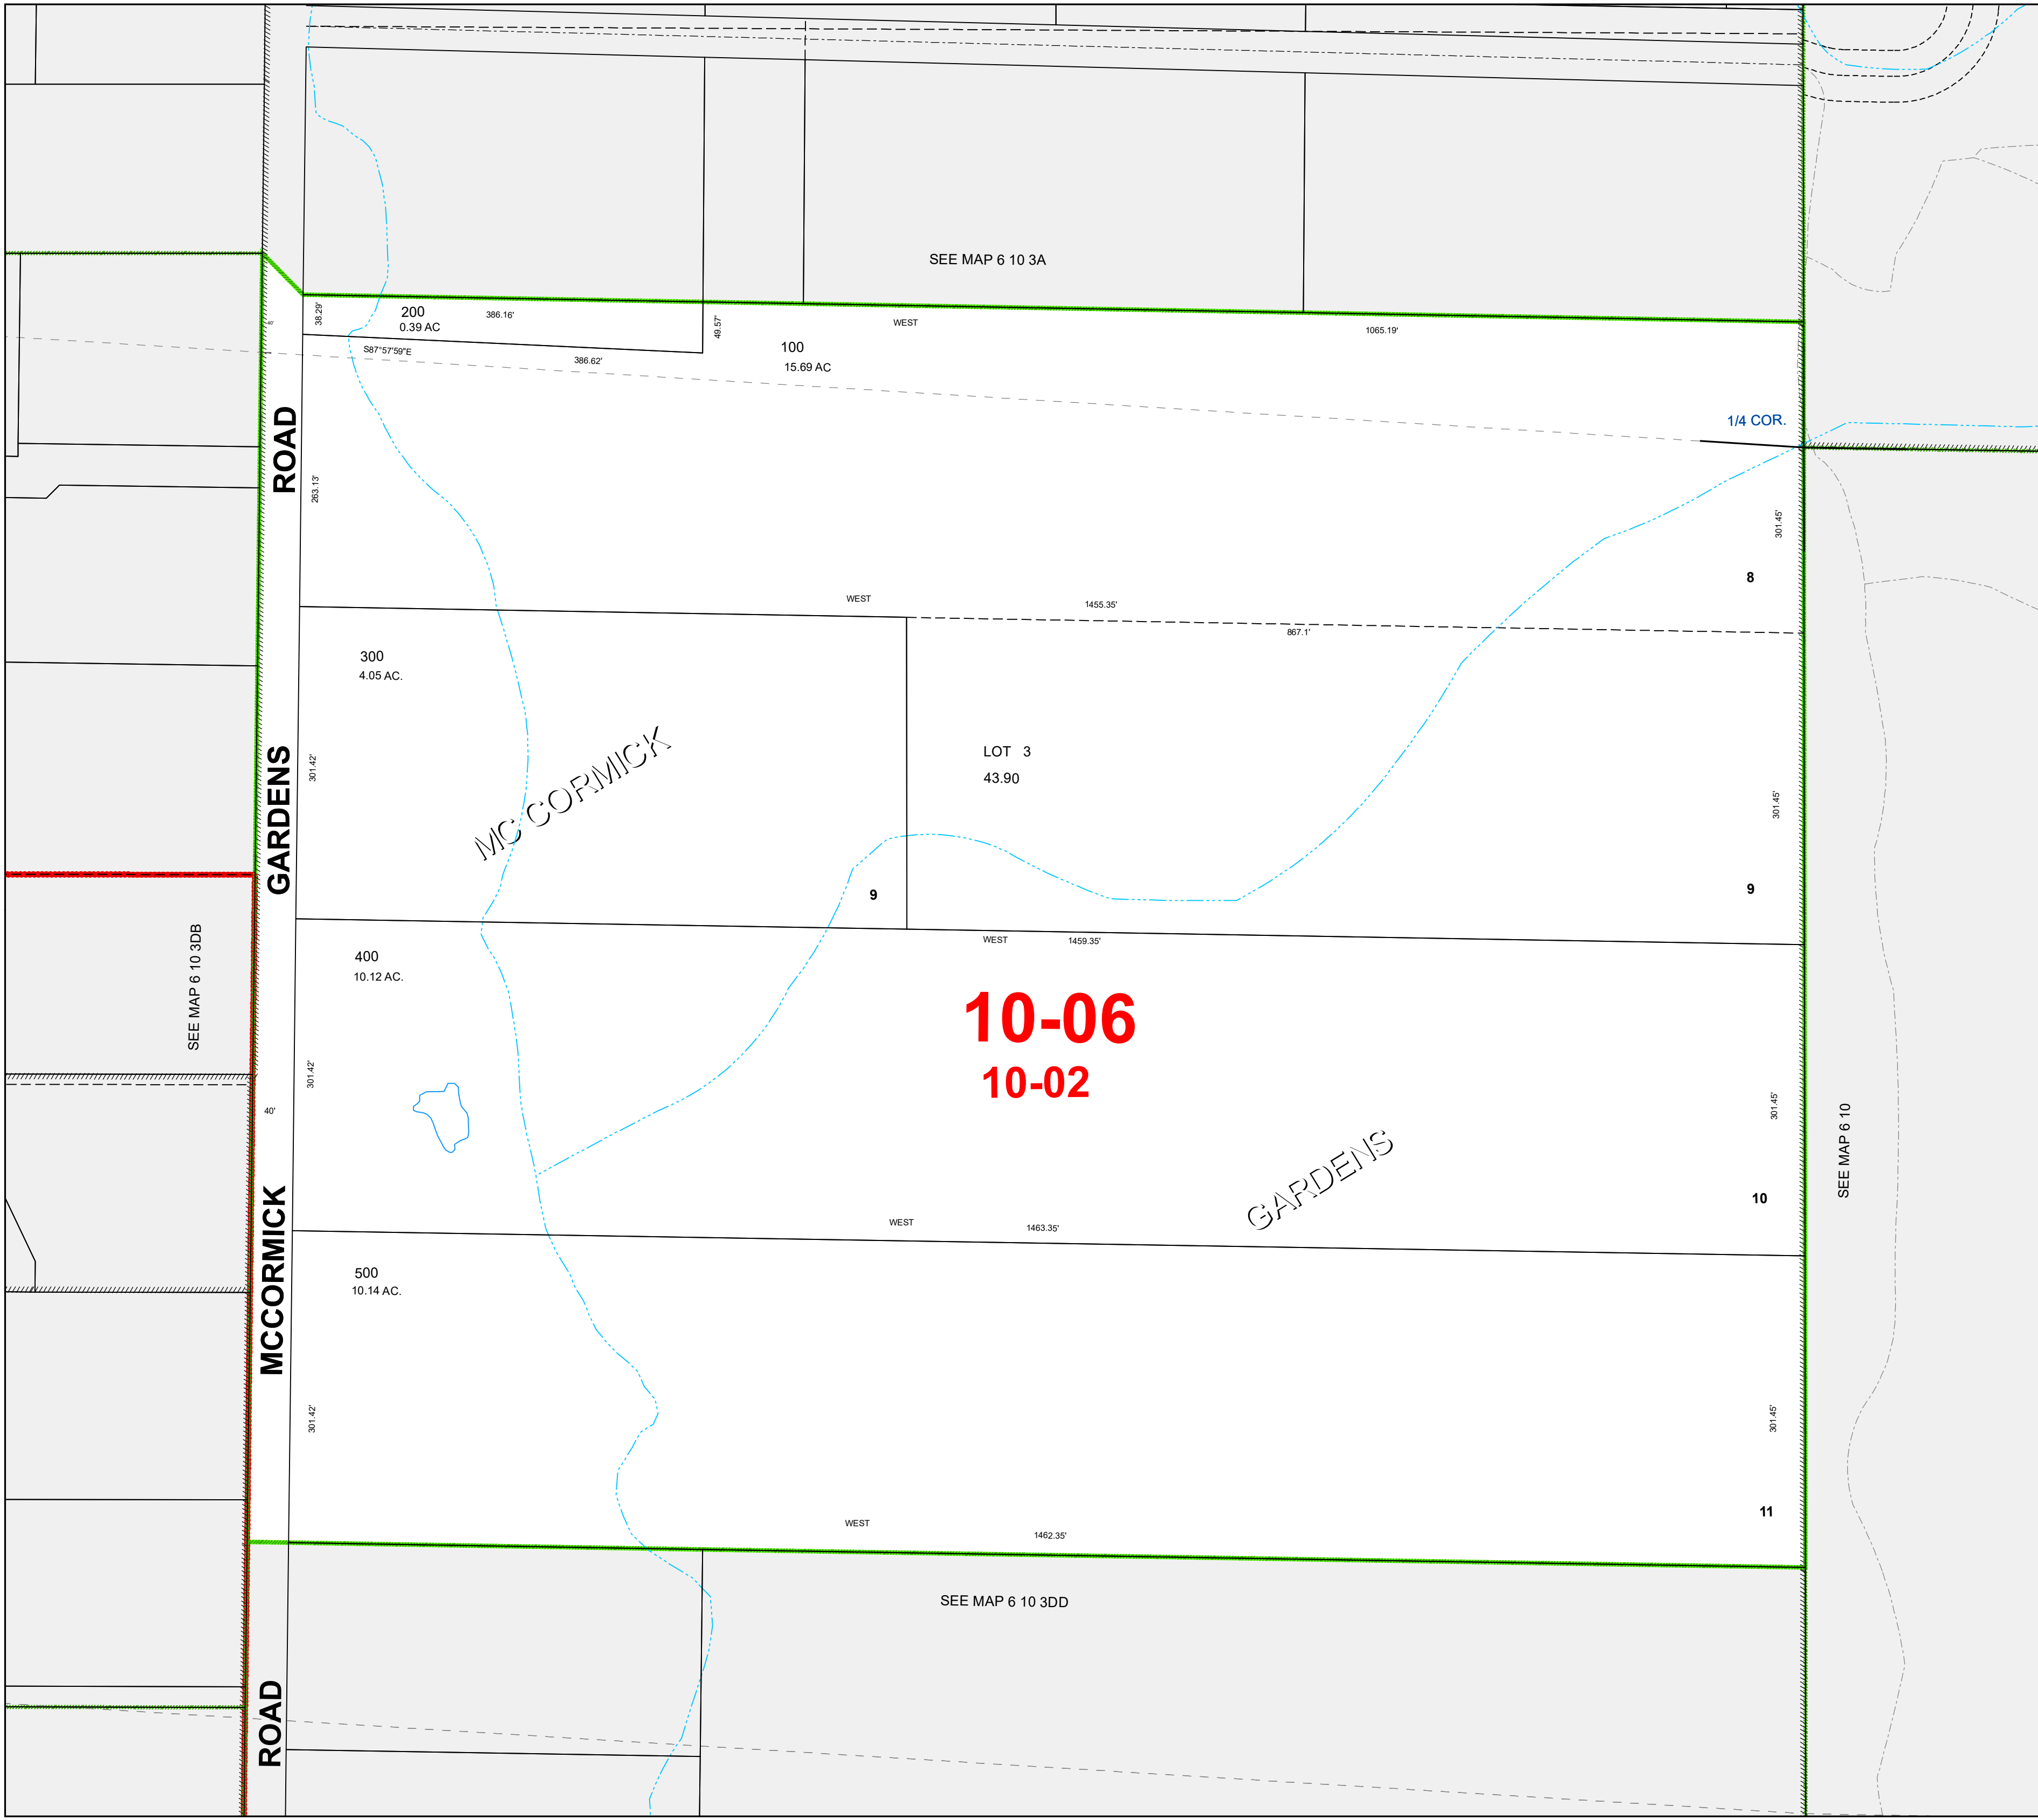 SEE MAP 6 10 3A
38.29'
200
0.39 AC
386.16'
49.57'
WEST
1065.19'
40'
S87°57'59"E
386.62'
100
15.69 AC
1/4 COR.
ROAD
263.13'
301.45'
8
WEST
1455.35'
867.1'
300
4.05 AC.
MC CORMICK
LOT 3
43.90
301.42'
301.45'
GARDENS
9
9
SEE MAP 6 10 3DB
WEST
1459.35'
400
10.12 AC.
10-06
10-02
301.42'
301.45'
40'
SEE MAP 6 10
GARDENS
10
MCCORMICK
WEST
1463.35'
500
10.14 AC.
301.42'
301.45'
11
WEST
1462.35'
SEE MAP 6 10 3DD
ROAD